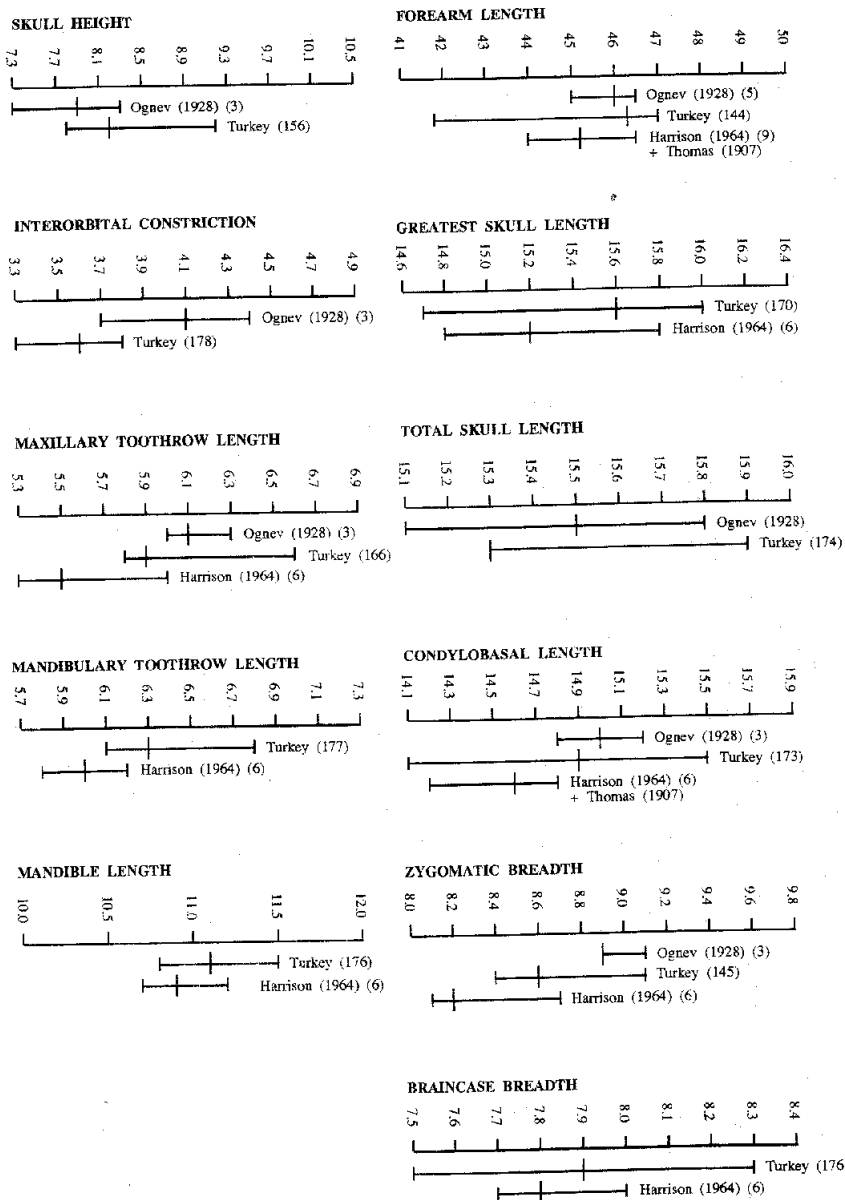 SKULL HEIGHT
7.3 7.7 8.1 8.5 8.9 9.3 9.7 10.1 10.5
Ognev (1928) (3)
Turkey (156)
INTERORBITAL CONSTRICTION
3.3 3.5 3.7 3.9 4.1 4.3 4.5 4.7 4.9
Ognev (1928) (3)
Turkey (178)
MAXILLARY TOOTHROW LENGTH
5.3 5.5 5.7 5.9 6.1 6.3 6.5 6.7 6.9
Ognev (1928) (3)
Turkey (166)
Harrison (1964) (6)
MANDIBULARY TOOTHROW LENGTH
5.7 5.9 6.1 6.3 6.5 6.7 6.9 7.1 7.3
Turkey (177)
Harrison (1964) (6)
MANDIBLE LENGTH
10.0 10.5 11.0 11.5 12.0
Turkey (176)
Harrison (1964) (6)
FOREARM LENGTH
41 42 43 44 45 46 47 48 49 50
Ognev (1928) (5)
Turkey (144)
Harrison (1964) (9)
+ Thomas (1907)
GREATEST SKULL LENGTH
14.6 14.8 15.0 15.2 15.4 15.6 15.8 16.0 16.2 16.4
Turkey (170)
Harrison (1964) (6)
TOTAL SKULL LENGTH
15.1 15.2 15.3 15.4 15.5 15.6 15.7 15.8 15.9 16.0
Ognev (1928)
Turkey (174)
CONDYLOBASAL LENGTH
14.1 14.3 14.5 14.7 14.9 15.1 15.3 15.5 15.7 15.9
Ognev (1928) (3)
Turkey (173)
Harrison (1964) (6)
+ Thomas (1907)
ZYGOMATIC BREADTH
8.0 8.2 8.4 8.6 8.8 9.0 9.2 9.4 9.6 9.8
Ognev (1928) (3)
Turkey (145)
Harrison (1964) (6)
BRAINCASE BREADTH
7.5 7.6 7.7 7.8 7.9 8.0 8.1 8.2 8.3 8.4
Turkey (176
Harrison (1964) (6)